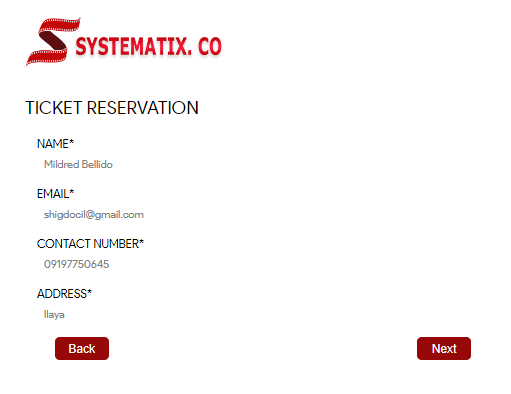 SYSTEMATIX. CO
TICKET RESERVATION
NAME*
Mildred Bellido
EMAIL*
shigdocil@gmail.com
CONTACT NUMBER*
09197750645
ADDRESS*
Ilaya
Back Next